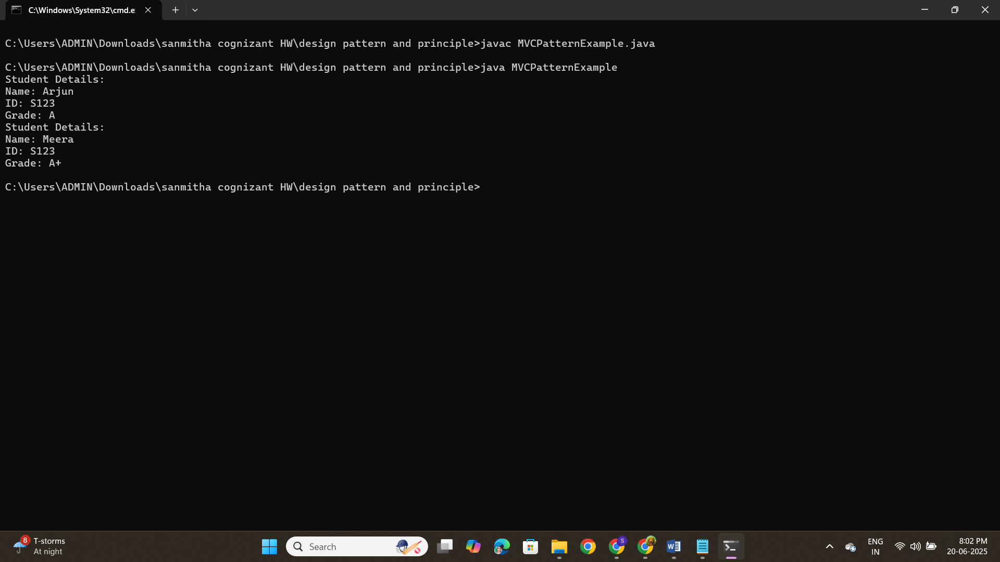 C:\Windows\System32\cmd.e
C:\Users\ADMIN\Downloads\sanmitha cognizant HW\design pattern and principle>javac MVCPatternExample.java
C:\Users\ADMIN\Downloads\sanmitha cognizant HW\design pattern and principle>java MVCPatternExample
Student Details:
Name: Arjun
ID: S123
Grade: A
Student Details:
Name: Meera
ID: S123
Grade: A+
C:\Users\ADMIN\Downloads\sanmitha cognizant HW\design pattern and principle>
8
T-storms
At night
Search
S
W
ENG
IN
8:02 PM
20-06-2025